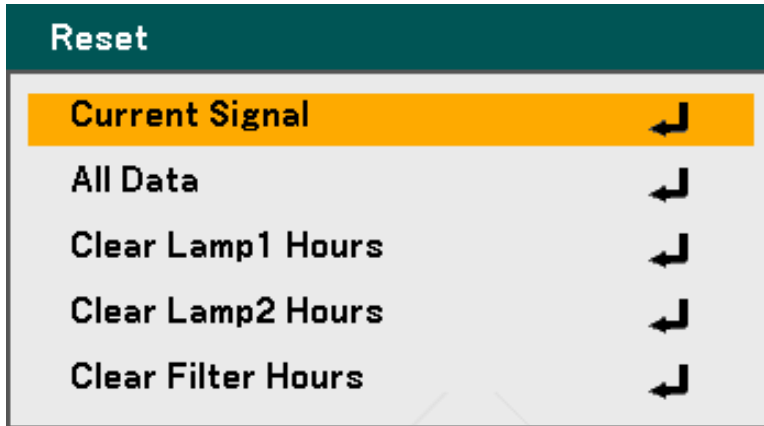 Reset
Current Signal
All Data
Clear Lamp1 Hours
Clear Lamp2 Hours
Clear Filter Hours